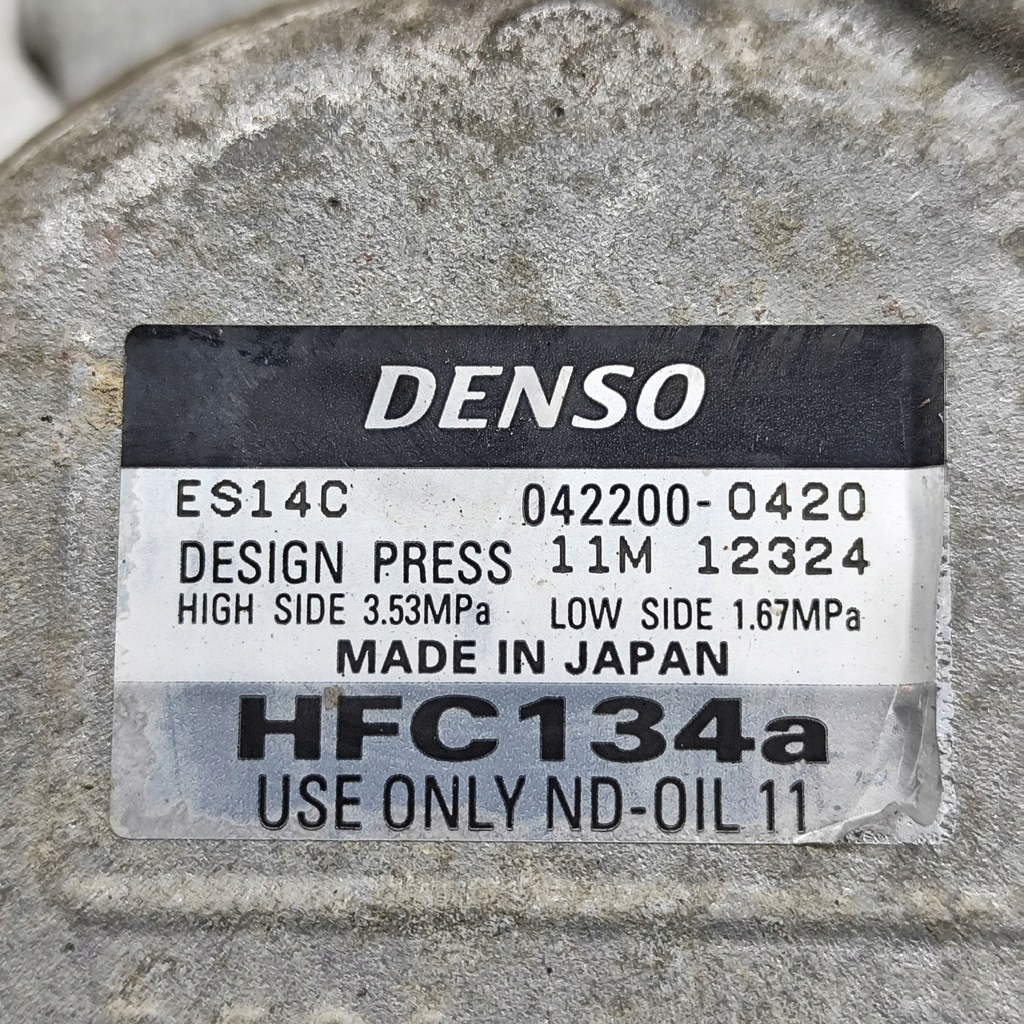 DENSO
ES14C 042200-0420
DESIGN PRESS 11M 12324
HIGH SIDE 3.53MPa LOW SIDE 1.67MPa
MADE IN JAPAN
HFC134a
USE ONLY ND-OIL 11